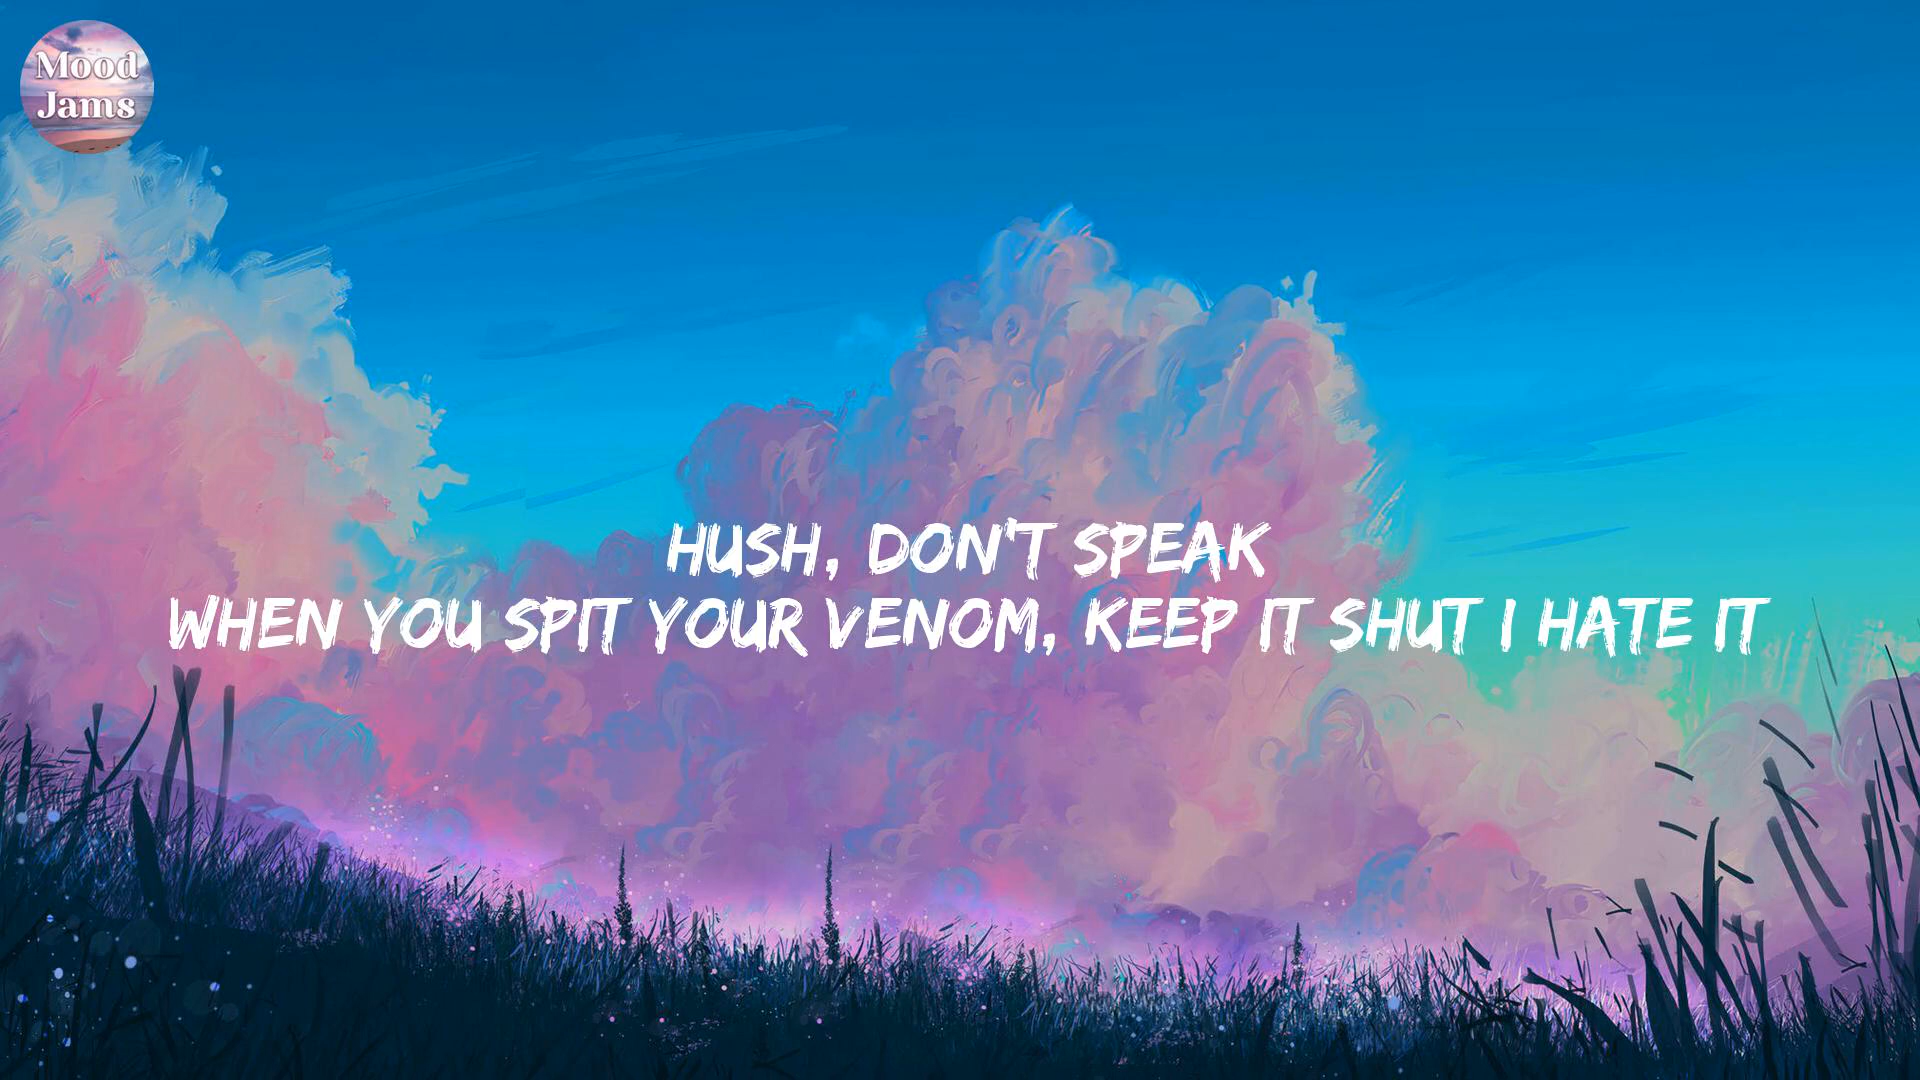 Mood
Jams
HUSH, DON'T SPEAK
WHEN YOU SPIT YOUR VENOM, KEEP IT SHUT I HATE IT